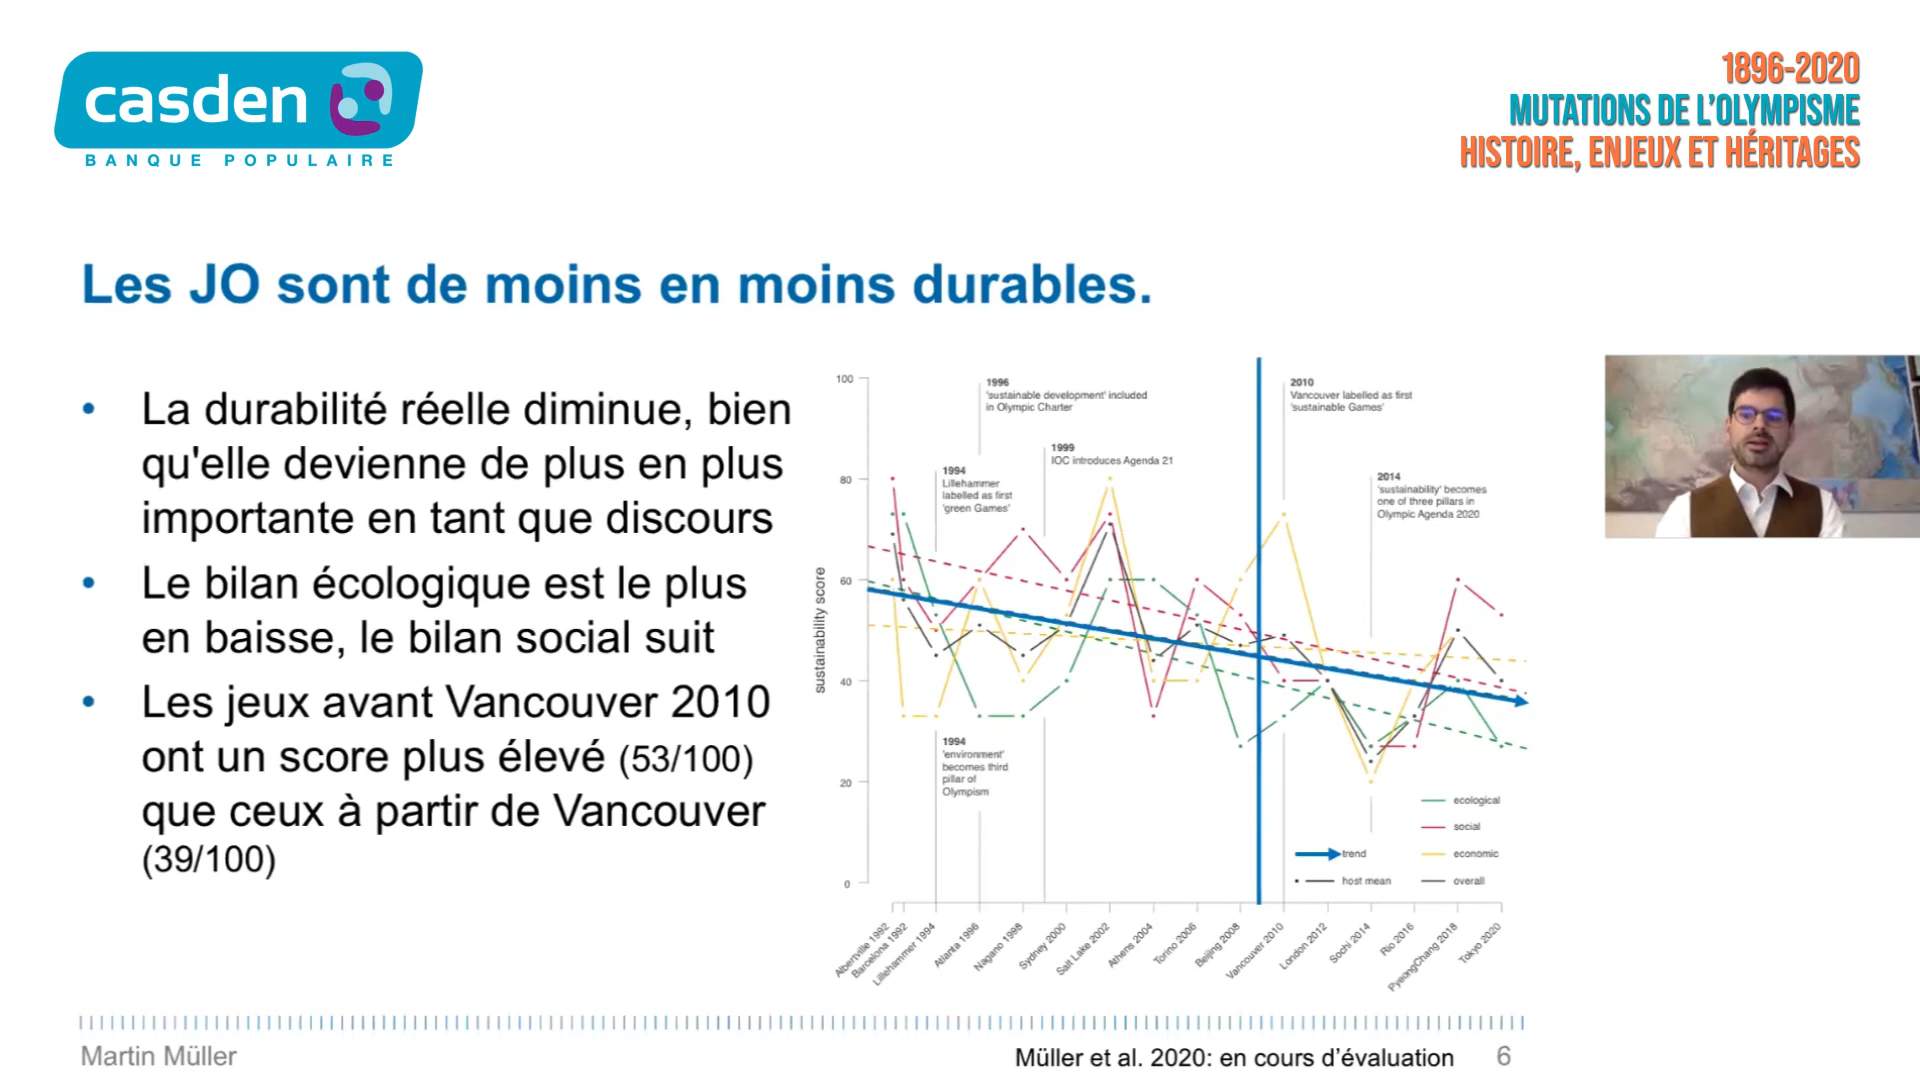 casden
BANQUE POPULAIRE
1896-2020
MUTATIONS DE L'OLYMPISME
HISTOIRE, ENJEUX ET HÉRITAGES
Les JO sont de moins en moins durables.
• La durabilité réelle diminue, bien
qu'elle devienne de plus en plus
importante en tant que discours
• Le bilan écologique est le plus
en baisse, le bilan social suit
• Les jeux avant Vancouver 2010
ont un score plus élevé (53/100)
que ceux à partir de Vancouver
(39/100)
sustainability score
100
80
60
40
20
0
1996
'sustainable development' included
in Olympic Charter
1999
IOC introduces Agenda 21
1994
Lillehammer
labelled as first
'green Games'
2010
Vancouver labelled as first
'sustainable Games'
2014
'sustainability' becomes
one of three pillars in
Olympic Agenda 2020
1994
'environment'
becomes third
pillar of
Olympism
ecological
social
trend
economic
host mean
overall
Albertville 1992
Barcelona 1992
Lillehammer 1994
Atlanta 1996
Nagano 1998
Sydney 2000
Salt Lake 2002
Athens 2004
Torino 2006
Beijing 2008
Vancouver 2010
London 2012
Sochi 2014
Rio 2016
PyeongChang 2018
Tokyo 2020
Martin Müller
Müller et al. 2020: en cours d'évaluation
6